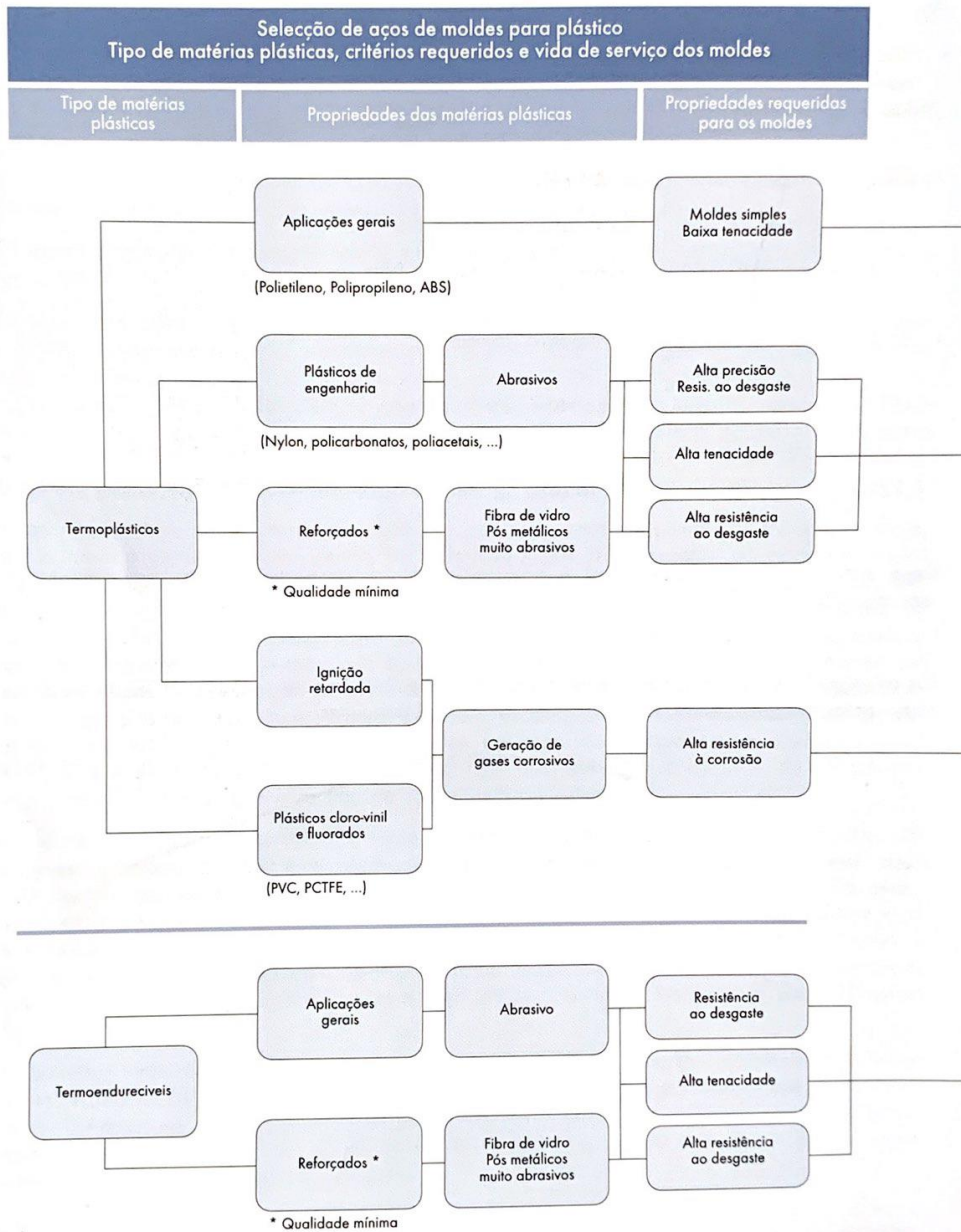 Selecção de aços de moldes para plástico
Tipo de matérias plásticas, critérios requeridos e vida de serviço dos moldes
Tipo de matérias
plásticas
Propriedades das matérias plásticas
Propriedades requeridas
para os moldes
Aplicações gerais
Moldes simples
Baixa tenacidade
(Polietileno, Polipropileno, ABS)
Plásticos de
engenharia
Abrasivos
Alta precisão
Resis. ao desgaste
(Nylon, policarbonatos, poliacetais, ...)
Alta tenacidade
Termoplásticos
Reforçados *
Fibra de vidro
Pós metálicos
muito abrasivos
Alta resistência
ao desgaste
* Qualidade mínima
Ignição
retardada
Geração de
gases corrosivos
Alta resistência
à corrosão
Plásticos cloro-vinil
e fluorados
(PVC, PCTFE, ...)
Aplicações
gerais
Abrasivo
Resistência
ao desgaste
Termoendureciveis
Alta tenacidade
Reforçados *
Fibra de vidro
Pós metálicos
muito abrasivos
Alta resistência
ao desgaste
* Qualidade mínima